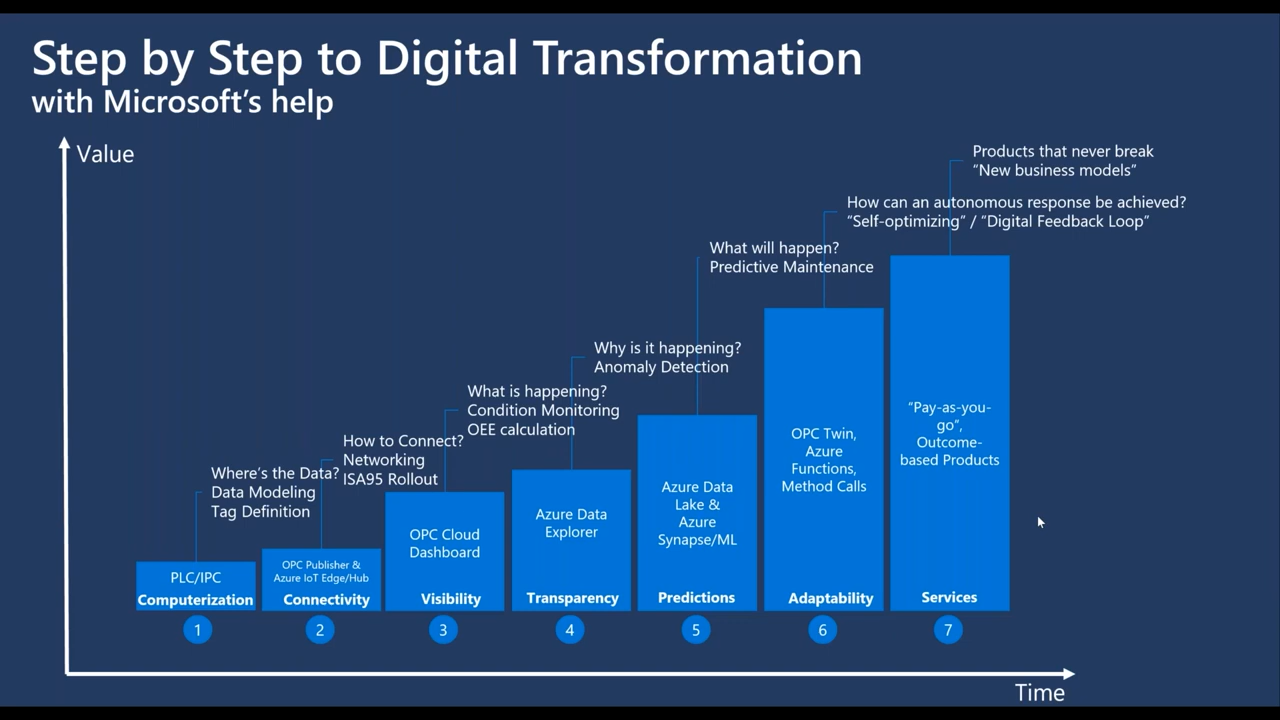 Step by Step to Digital Transformation
with Microsoft's help
Value
Products that never break
“New business models”
How can an autonomous response be achieved?
“Self-optimizing” / “Digital Feedback Loop”
What will happen?
Predictive Maintenance
Why is it happening?
Anomaly Detection
What is happening?
Condition Monitoring
OEE calculation
How to Connect?
Networking
ISA95 Rollout
Where's the Data?
Data Modeling
Tag Definition
PLC/IPC
Computerization
1
OPC Publisher &
Azure IoT Edge/Hub
Connectivity
2
OPC Cloud
Dashboard
Visibility
3
Azure Data
Explorer
Transparency
4
Azure Data
Lake &
Azure
Synapse/ML
Predictions
5
OPC Twin,
Azure
Functions,
Method Calls
Adaptability
6
“Pay-as-you-
go”,
Outcome-
based Products
Services
7
Time